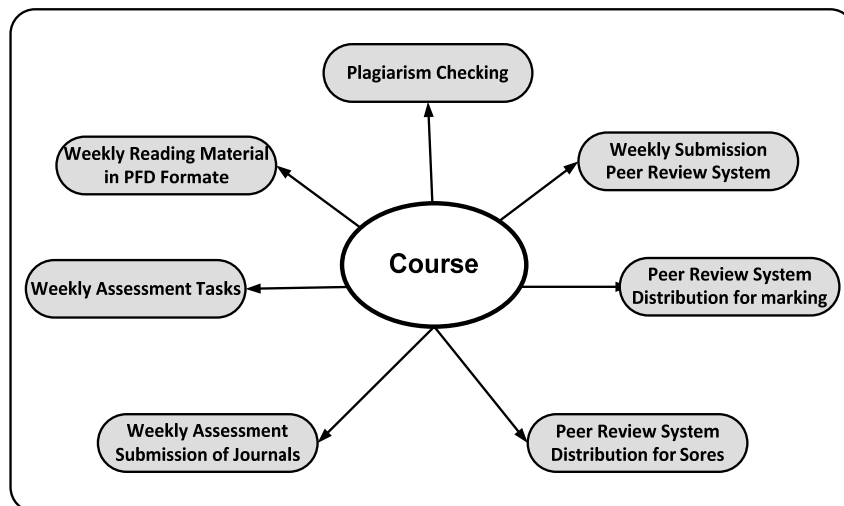 Plagiarism Checking
Weekly Reading Material
in PFD Formate
Weekly Submission
Peer Review System
Course
Weekly Assessment Tasks
Peer Review System
Distribution for marking
Weekly Assessment
Submission of Journals
Peer Review System
Distribution for Sores